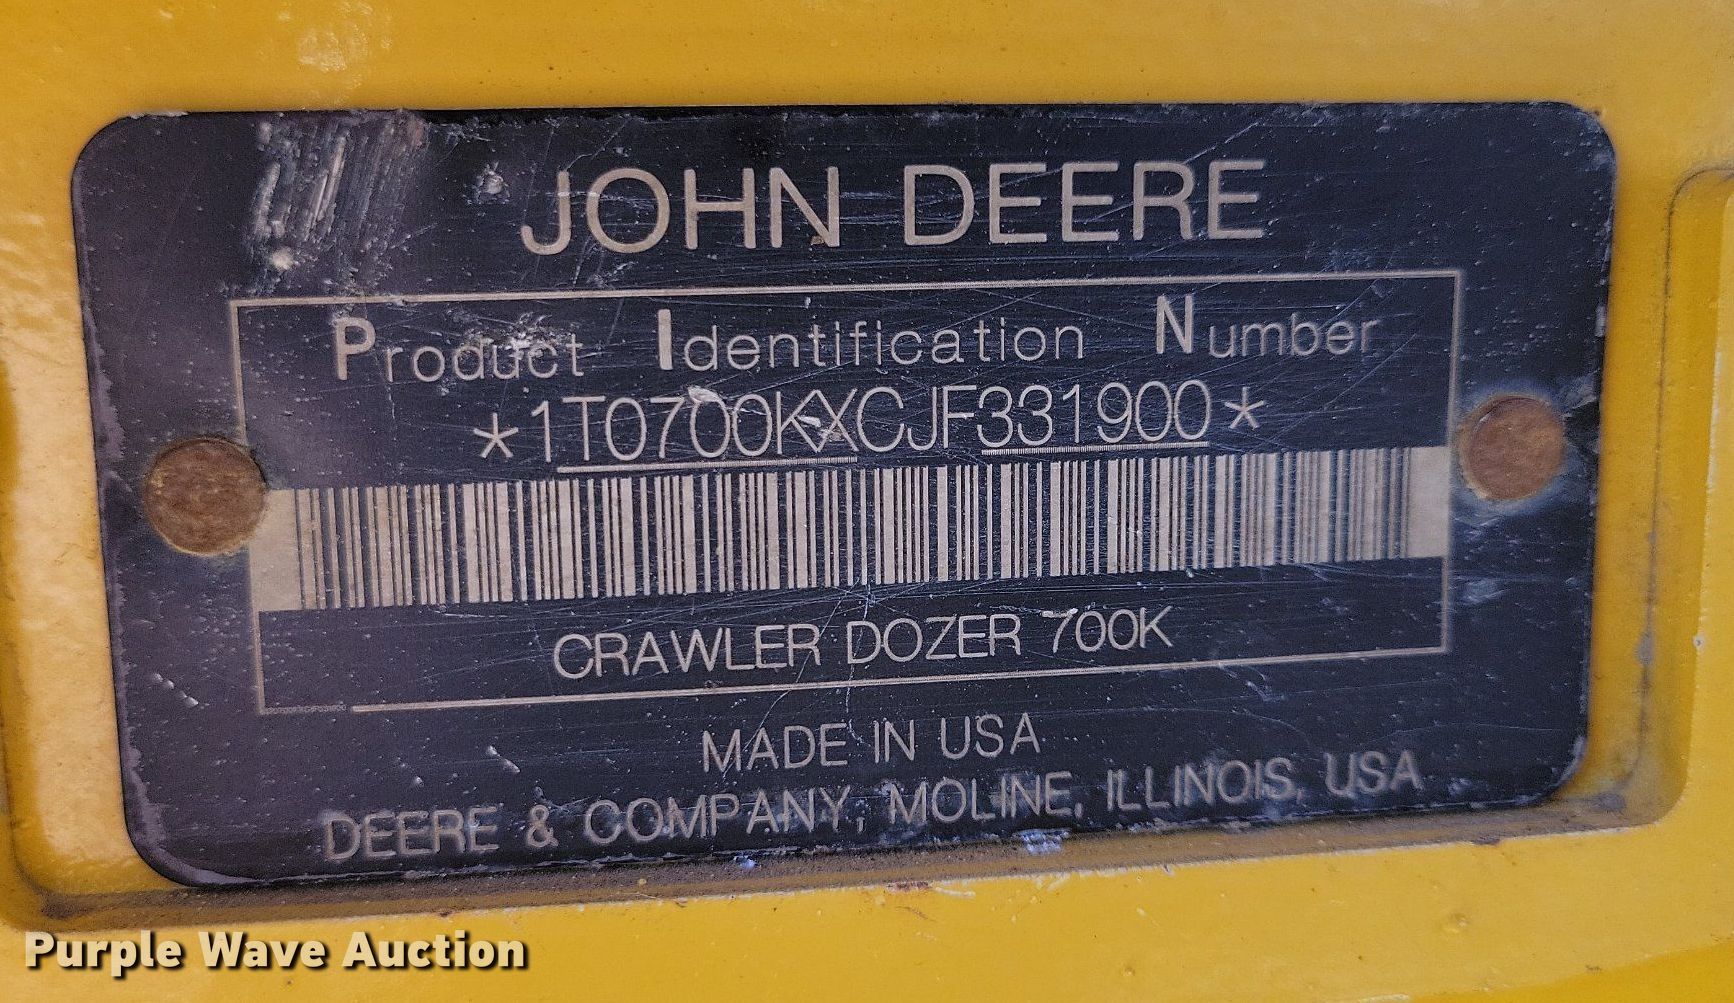 JOHN DEERE
Product Identification Number
*1T0700KXCJF331900*
CRAWLER DOZER 700K
MADE IN USA
DEERE & COMPANY, MOLINE, ILLINOIS, USA
Purple Wave Auction